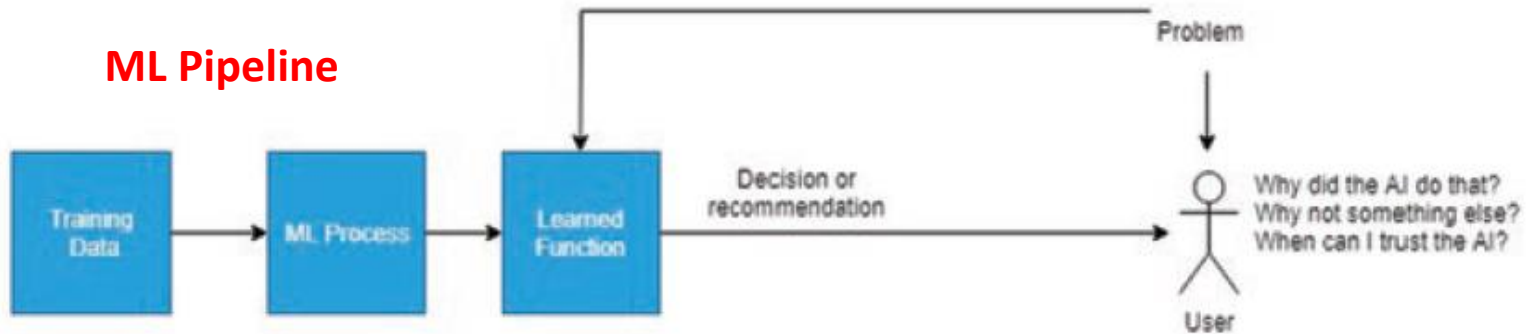 ML Pipeline
Problem
Training
Data
ML Process
Learned
Function
Decision or
recommendation
Why did the AI do that?
Why not something else?
When can I trust the AI?
User